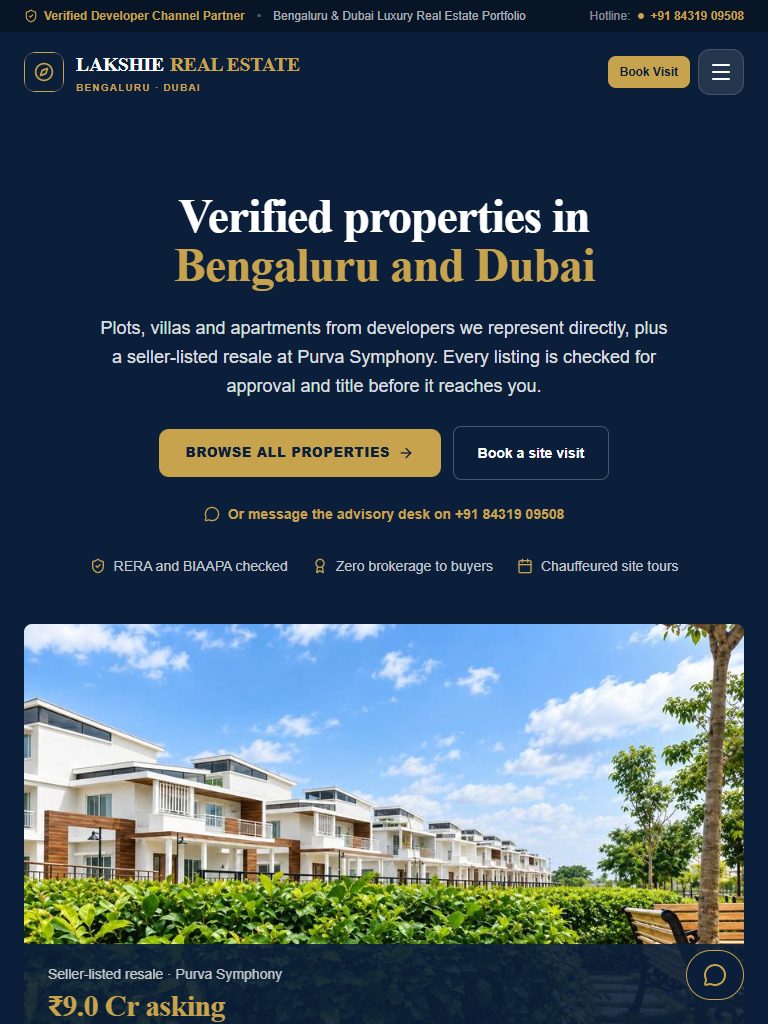 Verified Developer Channel Partner • Bengaluru & Dubai Luxury Real Estate Portfolio Hotline: • +91 84319 09508
LAKSHIE REAL ESTATE
BENGALURU · DUBAI
Book Visit
Verified properties in
Bengaluru and Dubai
Plots, villas and apartments from developers we represent directly, plus
a seller-listed resale at Purva Symphony. Every listing is checked for
approval and title before it reaches you.
BROWSE ALL PROPERTIES →
Book a site visit
Or message the advisory desk on +91 84319 09508
RERA and BIAAPA checked
Zero brokerage to buyers
Chauffeured site tours
Seller-listed resale · Purva Symphony
₹9.0 Cr asking